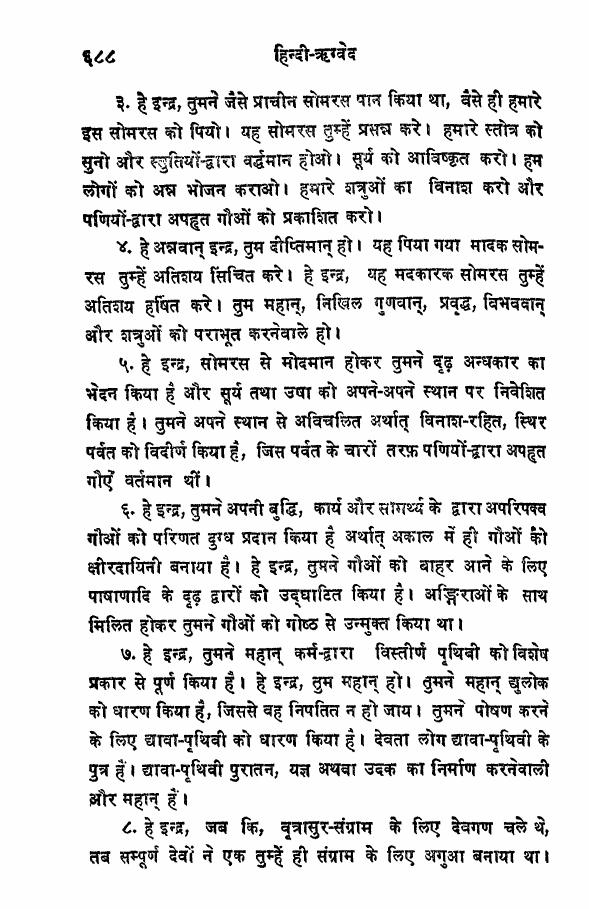 ६८८ हिन्दी-ऋग्वेद
३. हे इन्द्र, तुमने जैसे प्राचीन सोमरस पान किया था, वैसे ही हमारे
इस सोमरस को पियो। यह सोमरस तुम्हें प्रसन्न करे। हमारे स्तोत्र को
सुनो और स्तुतियों-द्वारा वर्द्धमान होओ। सूर्य को आविष्कृत करो। हम
लोगों को अन्न भोजन कराओ। हमारे शत्रुओं का विनाश करो और
पणियों-द्वारा अपहृत गौओं को प्रकाशित करो।
४. हे अन्नवान् इन्द्र, तुम दीप्तिमान् हो। यह पिया गया मादक सोम-
रस तुम्हें अतिशय सिंचित करे। हे इन्द्र, यह मदकारक सोमरस तुम्हें
अतिशय हर्षित करे। तुम महान्, निखिल गुणवान्, प्रवृद्ध, विभववान्
और शत्रुओं को पराभूत करनेवाले हो।
५. हे इन्द्र, सोमरस से मोदमान होकर तुमने दृढ़ अन्धकार का
भेदन किया है और सूर्य तथा उषा को अपने-अपने स्थान पर निवेशित
किया है। तुमने अपने स्थान से अविचलित अर्थात् विनाश-रहित, स्थिर
पर्वत को विदीर्ण किया है, जिस पर्वत के चारों तरफ़ पणियों-द्वारा अपहृत
गौएँ वर्तमान थीं।
६. हे इन्द्र, तुमने अपनी बुद्धि, कार्य और सामर्थ्य के द्वारा अपरिपक्व
गौओं को परिणत दुग्ध प्रदान किया है अर्थात् अकाल में ही गौओं को
क्षीरदायिनी बनाया है। हे इन्द्र, तुमने गौओं को बाहर आने के लिए
पाषाणादि के दृढ़ द्वारों को उद्घाटित किया है। अङ्गिराओं के साथ
मिलित होकर तुमने गौओं को गोष्ठ से उन्मुक्त किया था।
७. हे इन्द्र, तुमने महान् कर्म-द्वारा विस्तीर्ण पृथिवी को विशेष
प्रकार से पूर्ण किया है। हे इन्द्र, तुम महान् हो। तुमने महान् द्युलोक
को धारण किया है, जिससे वह निपतित न हो जाय। तुमने पोषण करने
के लिए द्यावा-पृथिवी को धारण किया है। देवता लोग द्यावा-पृथिवी के
पुत्र हैं। द्यावा-पृथिवी पुरातन, यज्ञ अथवा उदक का निर्माण करनेवाली
और महान् हैं।
८. हे इन्द्र, जब कि, वृत्रासुर-संग्राम के लिए देवगण चले थे,
तब सम्पूर्ण देवों ने एक तुम्हें ही संग्राम के लिए अगुआ बनाया था।